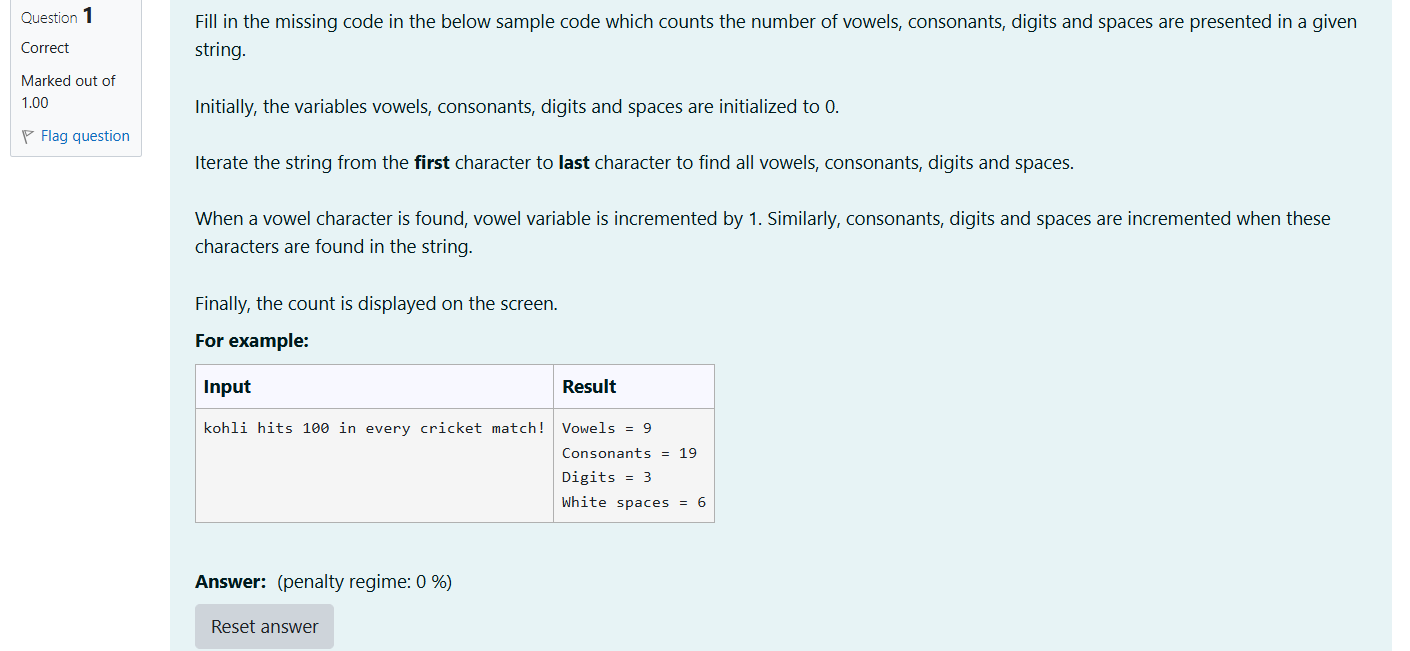 Question 1
Correct
Marked out of
1.00
Flag question
Fill in the missing code in the below sample code which counts the number of vowels, consonants, digits and spaces are presented in a given
string.
Initially, the variables vowels, consonants, digits and spaces are initialized to 0.
Iterate the string from the first character to last character to find all vowels, consonants, digits and spaces.
When a vowel character is found, vowel variable is incremented by 1. Similarly, consonants, digits and spaces are incremented when these
characters are found in the string.
Finally, the count is displayed on the screen.
For example:
Input Result
kohli hits 100 in every cricket match! Vowels = 9
Consonants = 19
Digits = 3
White spaces = 6
Answer: (penalty regime: 0 %)
Reset answer